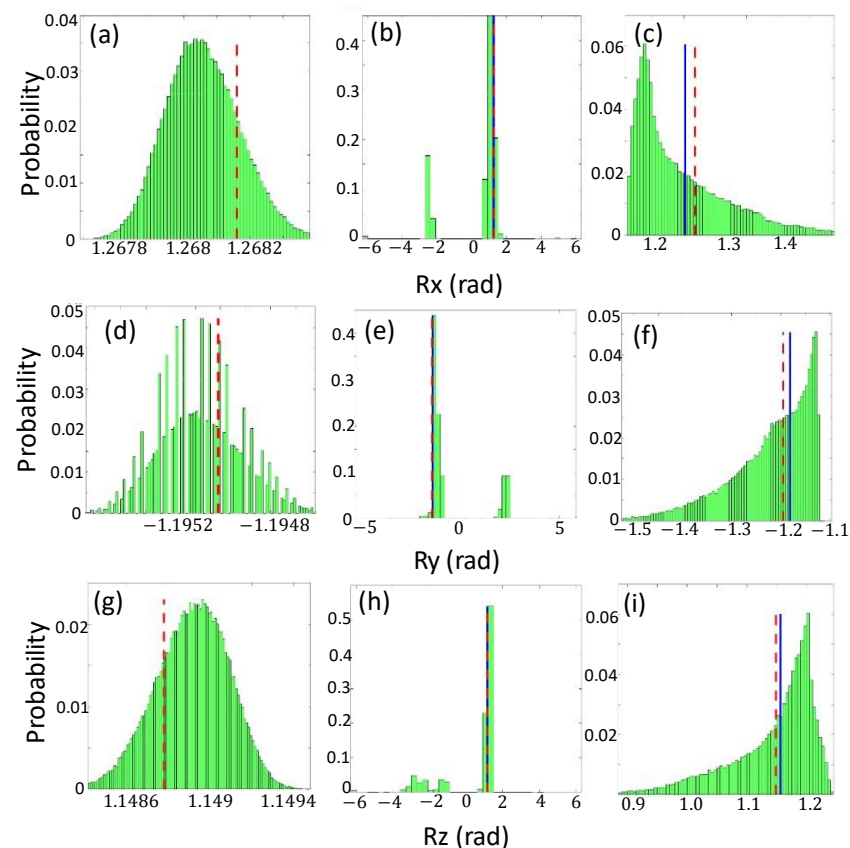 (a) (b) (c)
0.04 0.03 0.02 0.01 0
Probability
1.2678 1.268 1.2682
0.4 0.3 0.2 0.1 0
−6 −4 −2 0 2 4 6
0.06 0.04 0.02 0
1.2 1.3 1.4
Rx (rad)
(d) (e) (f)
0.05 0.04 0.03 0.02 0.01 0
Probability
−1.1952 −1.1948
0.4 0.3 0.2 0.1 0
−5 0 5
0.05 0.04 0.03 0.02 0.01 0
−1.5 −1.4 −1.3 −1.2 −1.1
Ry (rad)
(g) (h) (i)
0.02 0.01 0
Probability
1.1486 1.149 1.1494
0.5 0.4 0.3 0.2 0.1 0
−6 −4 −2 0 2 4 6
0.06 0.04 0.02
0.9 1.0 1.1 1.2
Rz (rad)